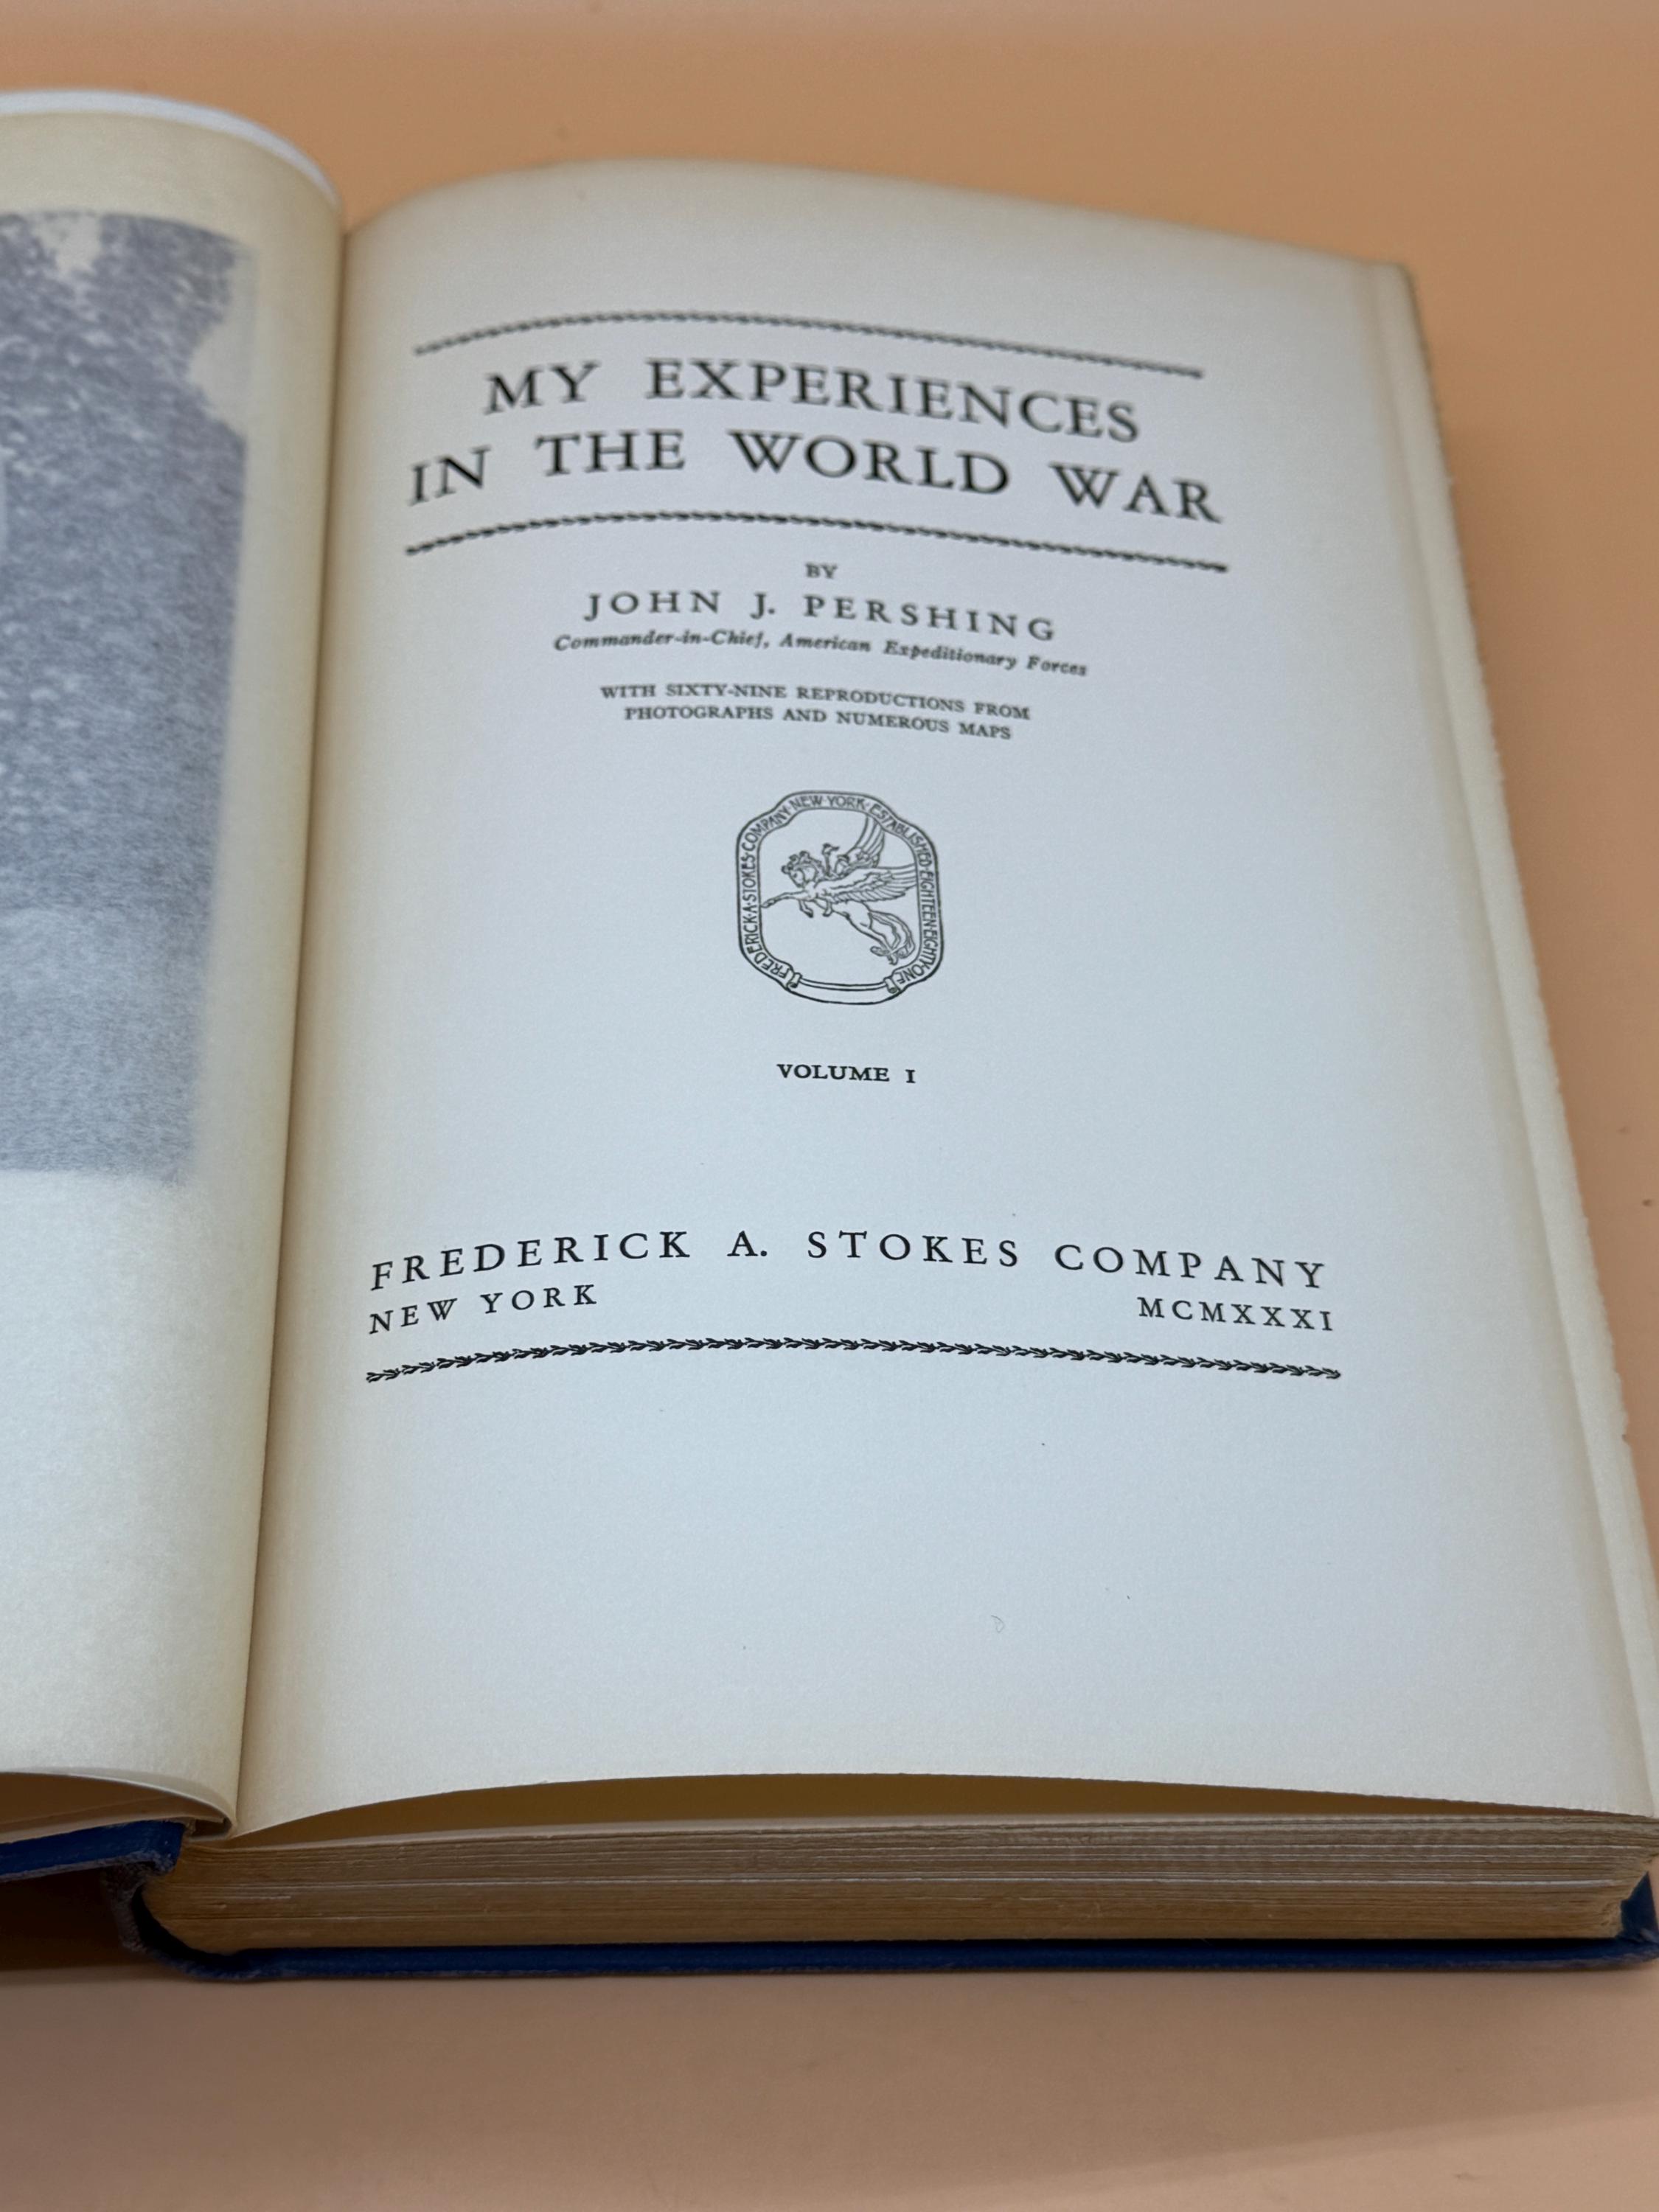 MY EXPERIENCES
IN THE WORLD WAR
BY
JOHN J. PERSHING
Commander-in-Chief, American Expeditionary Forces
WITH SIXTY-NINE REPRODUCTIONS FROM
PHOTOGRAPHS AND NUMEROUS MAPS
FREDERICK·A·STOKES·COMPANY·NEW·YORK·ESTABLISHED·EIGHTEEN·EIGHTY·ONE
VOLUME I
FREDERICK A. STOKES COMPANY
NEW YORK MCMXXXI